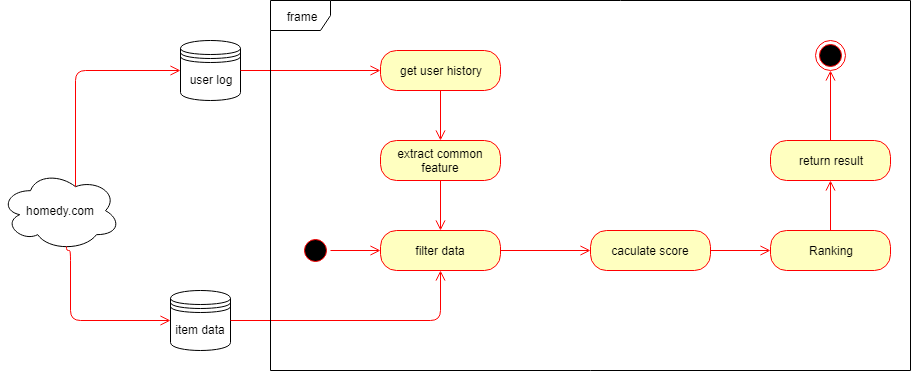 frame
user log
get user history
extract common
feature
return result
homedy.com
filter data
caculate score
Ranking
item data